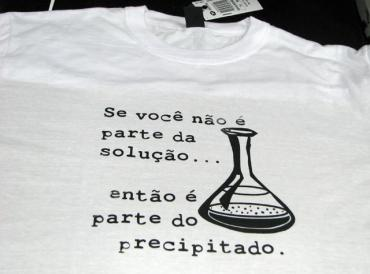 Se você não é
parte da
solução...
então é
parte do
precipitado.